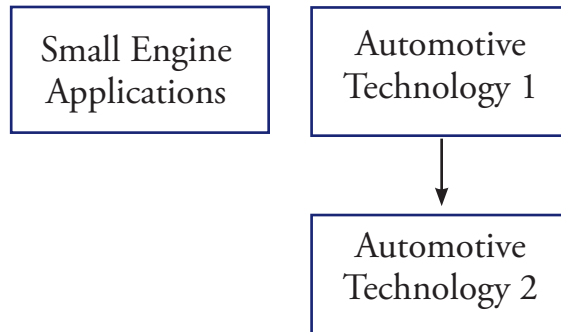 Small Engine
Applications
Automotive
Technology 1
Automotive
Technology 2